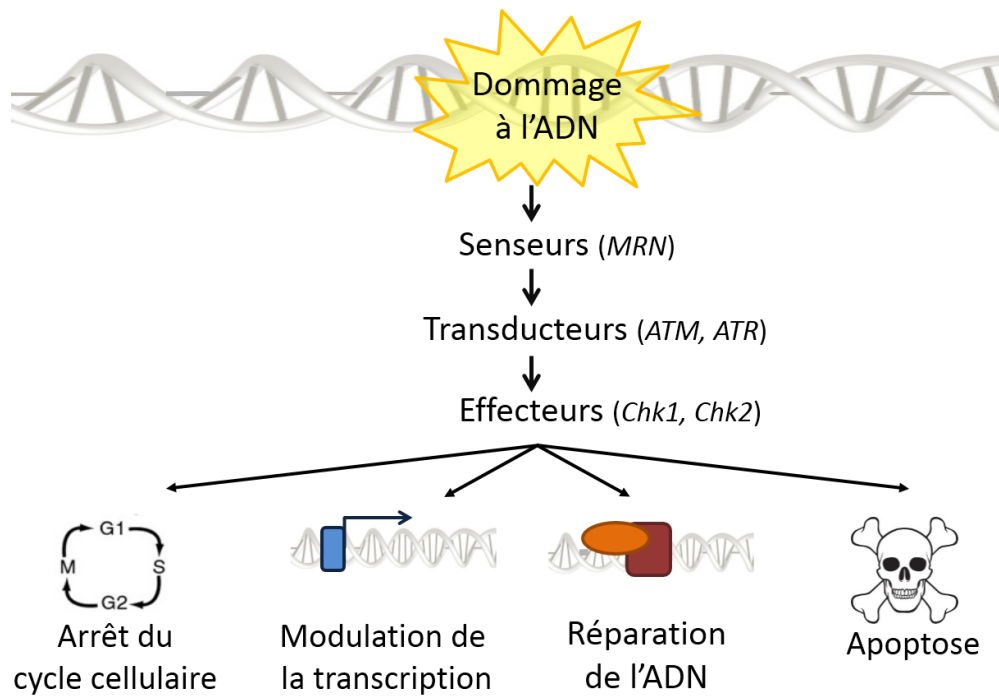 Dommage
à l’ADN
Senseurs (MRN)
Transducteurs (ATM, ATR)
Effecteurs (Chk1, Chk2)
G1
M
S
G2
Arrêt du
cycle cellulaire
Modulation de
la transcription
Réparation
de l’ADN
Apoptose